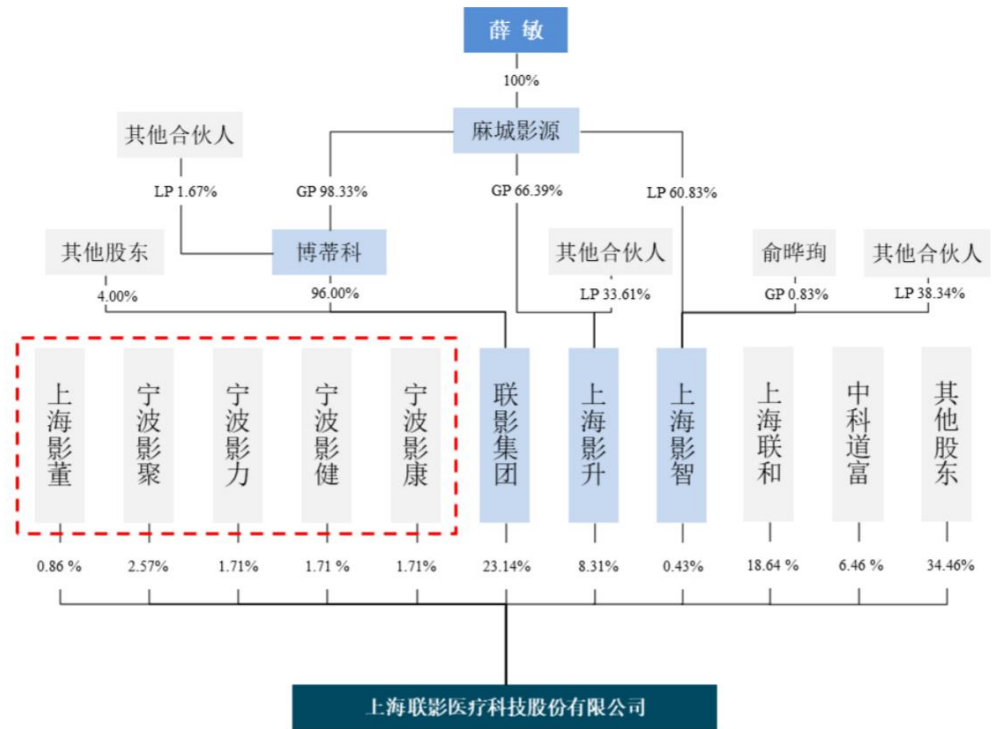 薛 敏
100%
麻城影源
其他合伙人
LP 1.67%
GP 98.33%
GP 66.39%
LP 60.83%
其他股东
博蒂科
其他合伙人
俞晔珣
其他合伙人
4.00%
96.00%
LP 33.61%
GP 0.83%
LP 38.34%
上海影董
宁波影聚
宁波影力
宁波影健
宁波影康
联影集团
上海影升
上海影智
上海联和
中科道富
其他股东
0.86 %
2.57%
1.71%
1.71 %
1.71%
23.14%
8.31%
0.43%
18.64 %
6.46 %
34.46%
上海联影医疗科技股份有限公司